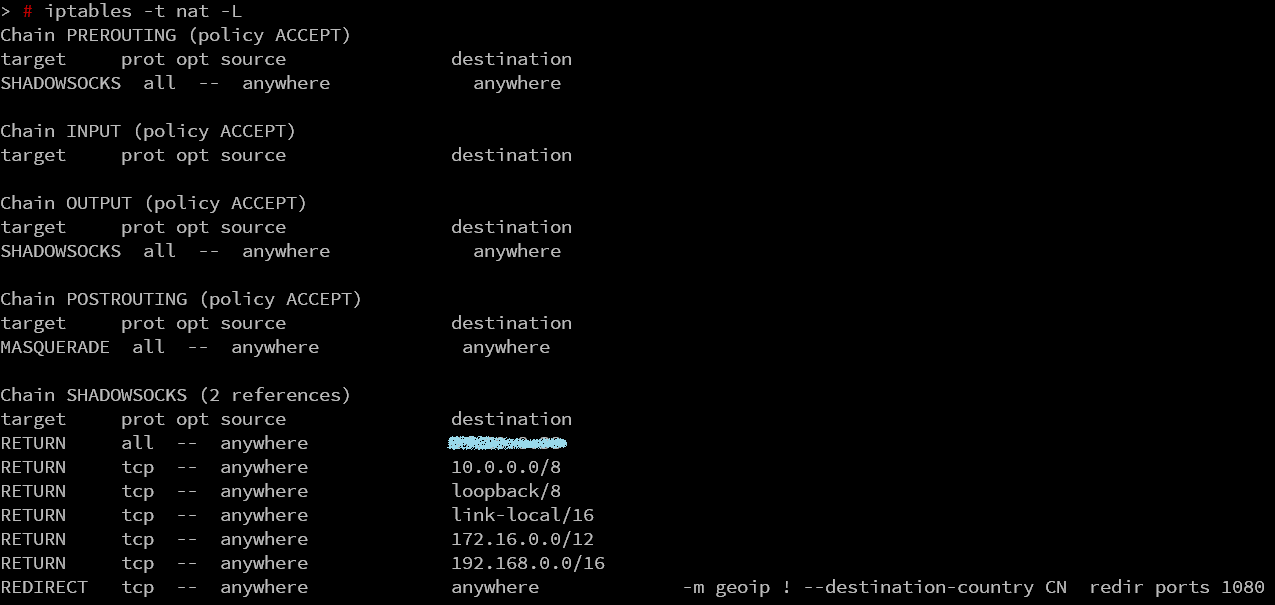 > # iptables -t nat -L
Chain PREROUTING (policy ACCEPT)
target     prot opt source               destination
SHADOWSOCKS  all  --  anywhere             anywhere

Chain INPUT (policy ACCEPT)
target     prot opt source               destination

Chain OUTPUT (policy ACCEPT)
target     prot opt source               destination
SHADOWSOCKS  all  --  anywhere             anywhere

Chain POSTROUTING (policy ACCEPT)
target     prot opt source               destination
MASQUERADE  all  --  anywhere             anywhere

Chain SHADOWSOCKS (2 references)
target     prot opt source               destination
RETURN     all  --  anywhere
RETURN     tcp  --  anywhere             10.0.0.0/8
RETURN     tcp  --  anywhere             loopback/8
RETURN     tcp  --  anywhere             link-local/16
RETURN     tcp  --  anywhere             172.16.0.0/12
RETURN     tcp  --  anywhere             192.168.0.0/16
REDIRECT   tcp  --  anywhere             anywhere             -m geoip ! --destination-country CN  redir ports 1080